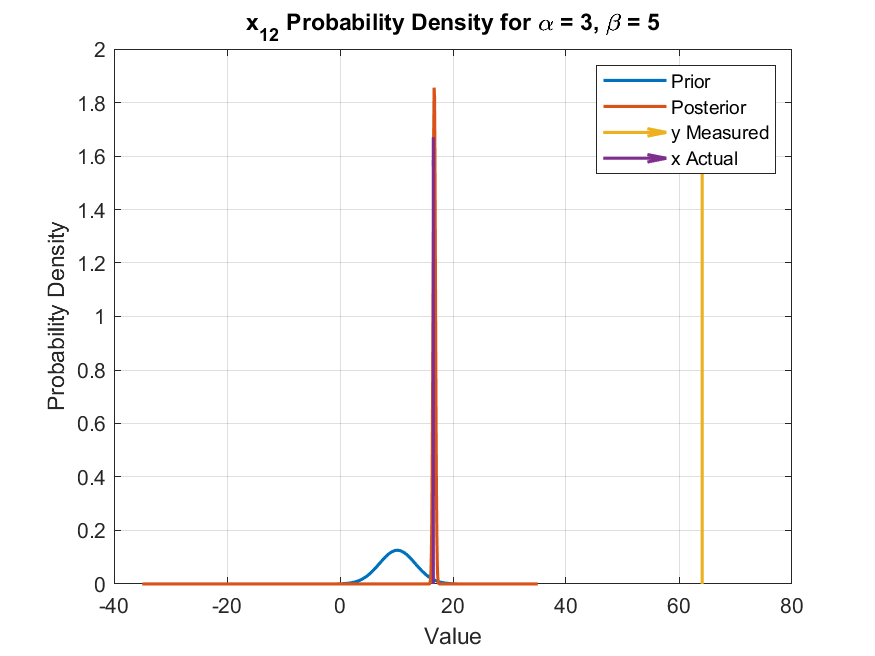 x12 Probability Density for α = 3, β = 5
Prior
Posterior
y Measured
x Actual
Probability Density
2
1.8
1.6
1.4
1.2
1
0.8
0.6
0.4
0.2
0
-40
-20
0
20
40
60
80
Value